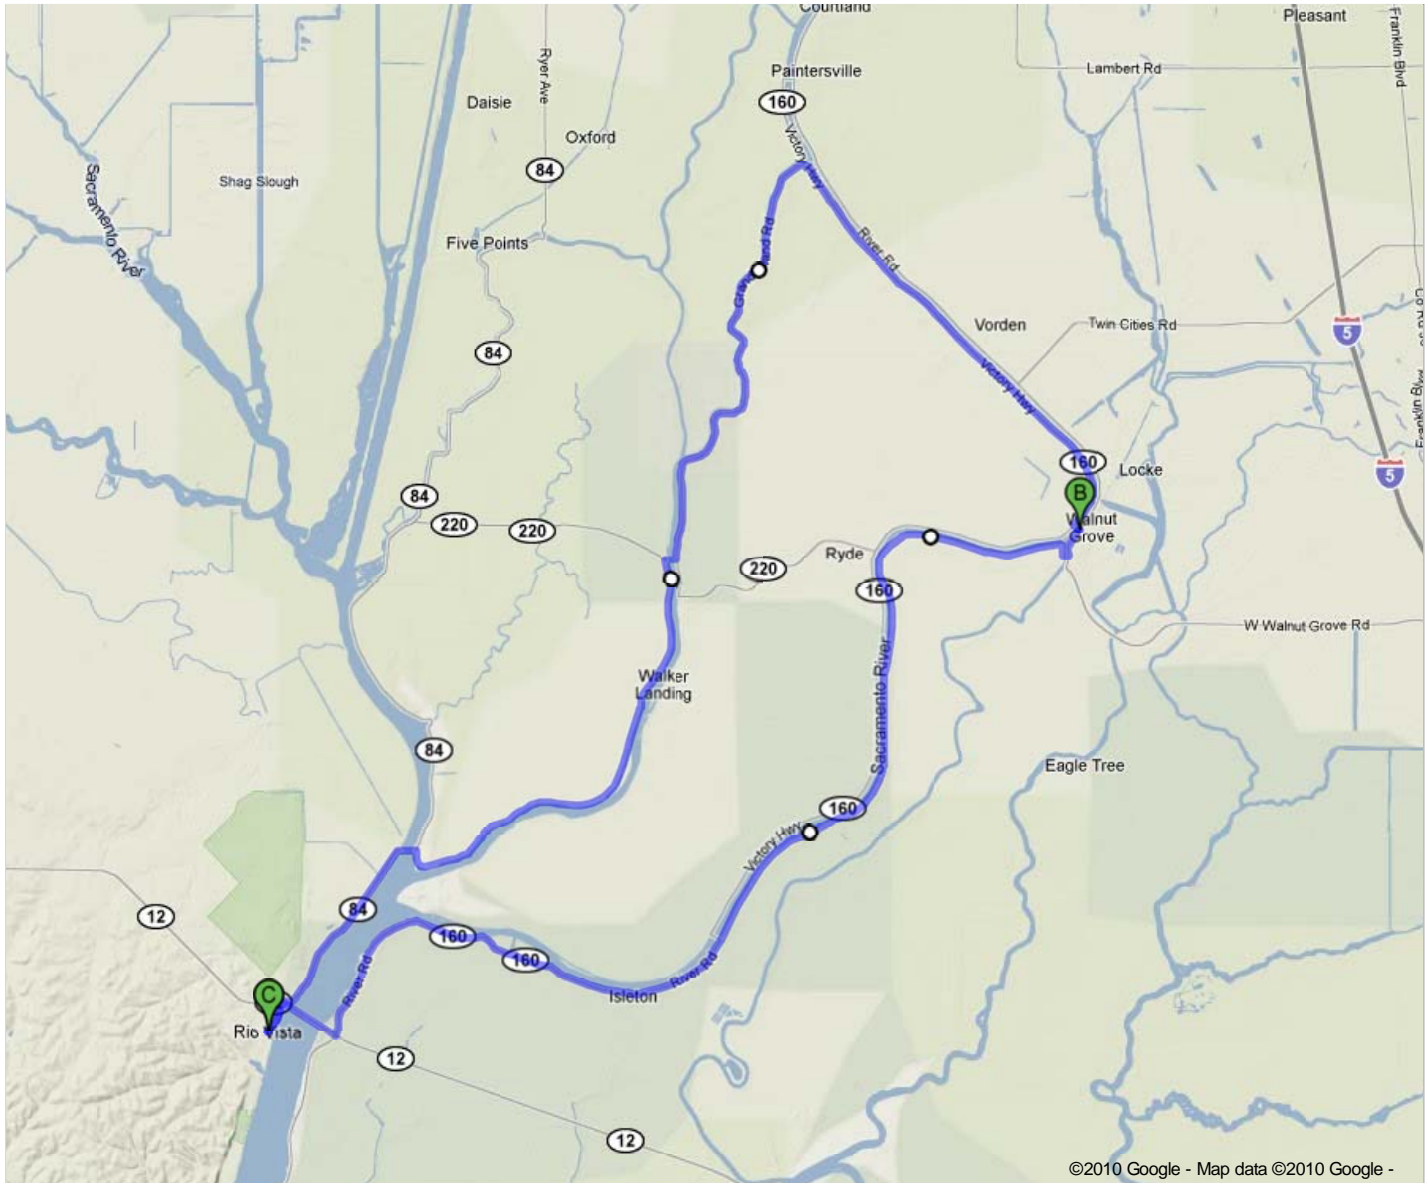 Courtland
Pleasant
Franklin Blvd
Ryer Ave
Paintersville
Lambert Rd
160
Daisie
Victory Hwy
Oxford
84
Sacramento River
Shag Slough
River Rd
Five Points
Vorden
Twin Cities Rd
5
84
Victory Hwy
160
Locke
5
84
220
220
B
Walnut
Grove
Ryde
220
160
W Walnut Grove Rd
Sacramento River
Walker
Landing
84
Eagle Tree
160
Victory Hwy
12
84
160
160
River Rd
River Rd
Isleton
C
Rio Vista
12
12
©2010 Google - Map data ©2010 Google -